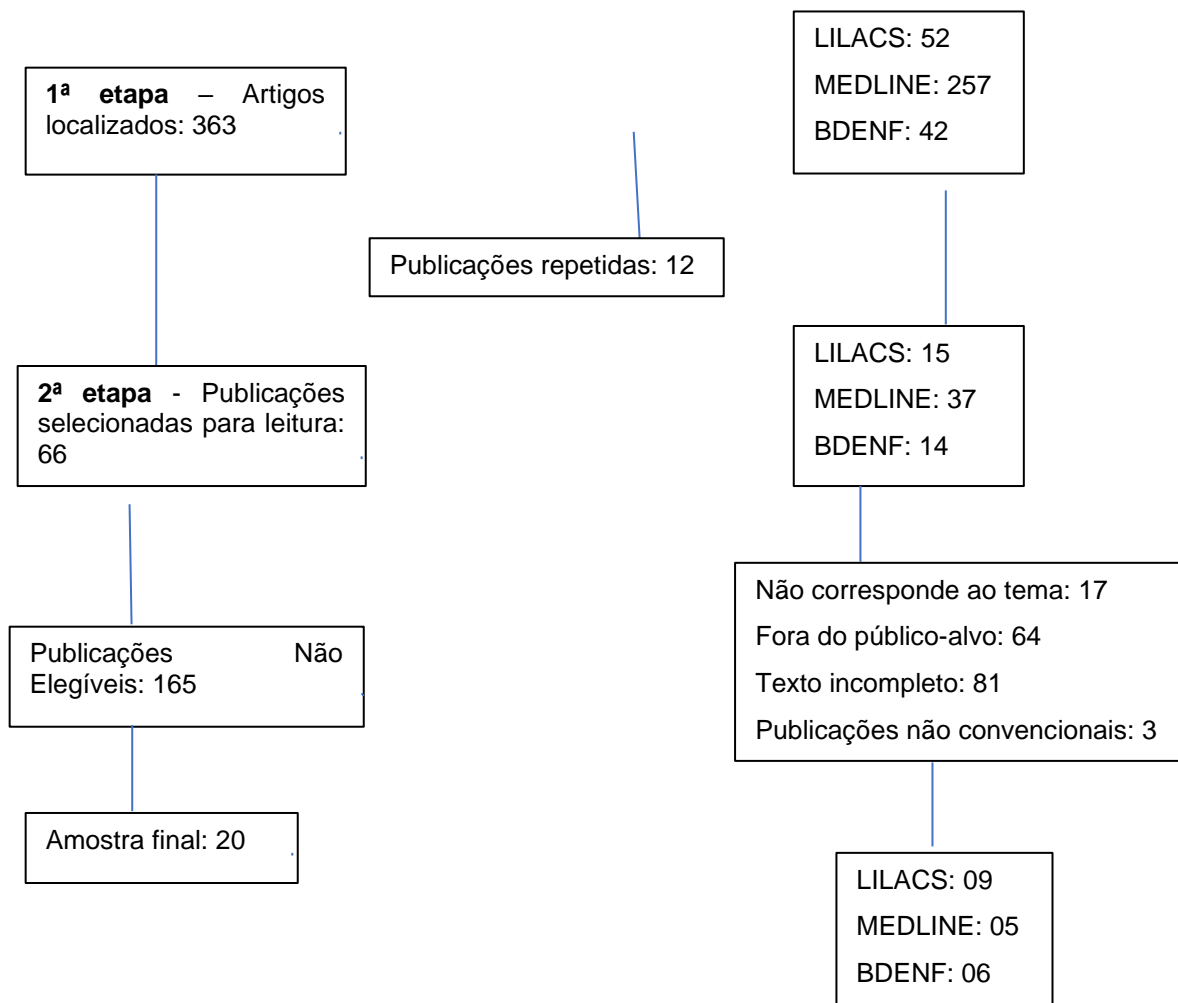 1ª etapa – Artigos
localizados: 363
LILACS: 52
MEDLINE: 257
BDENF: 42
Publicações repetidas: 12
2ª etapa - Publicações
selecionadas para leitura:
66
LILACS: 15
MEDLINE: 37
BDENF: 14
Publicações Não
Elegíveis: 165
Não corresponde ao tema: 17
Fora do público-alvo: 64
Texto incompleto: 81
Publicações não convencionais: 3
Amostra final: 20
LILACS: 09
MEDLINE: 05
BDENF: 06